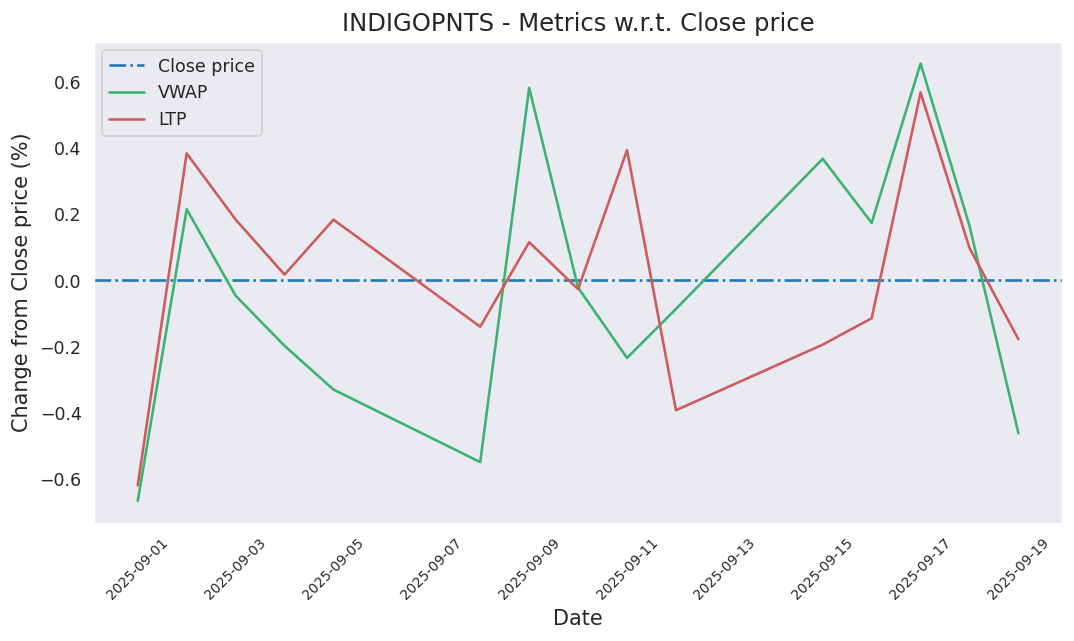 INDIGOPNTS - Metrics w.r.t. Close price
Close price
VWAP
LTP
Change from Close price (%)
0.6
0.4
0.2
0.0
−0.2
−0.4
−0.6
2025-09-01
2025-09-03
2025-09-05
2025-09-07
2025-09-09
2025-09-11
2025-09-13
2025-09-15
2025-09-17
2025-09-19
Date